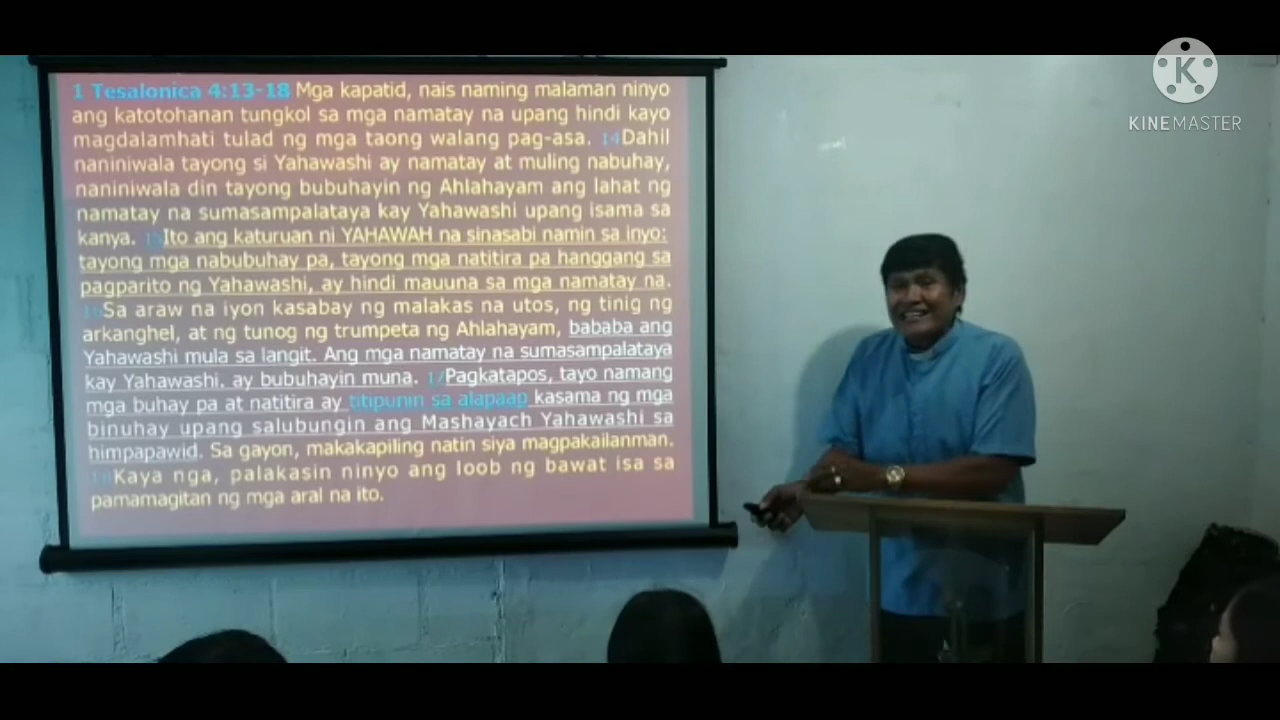 1 Tesalonica 4:13-18 Mga kapatid, nais naming malaman ninyo
ang katotohanan tungkol sa mga namatay na upang hindi kayo
magdalamhati tulad ng mga taong walang pag-asa. 14Dahil
naniniwala tayong si Yahawashi ay namatay at muling nabuhay,
naniniwala din tayong bubuhayin ng Ahlahayam ang lahat ng
namatay na sumasampalataya kay Yahawashi upang isama sa
kanya. 15Ito ang katuruan ni YAHAWAH na sinasabi namin sa inyo:
tayong mga nabubuhay pa, tayong mga natitira pa hanggang sa
pagparito ng Yahawashi, ay hindi mauuna sa mga namatay na.
16Sa araw na iyon kasabay ng malakas na utos, ng tinig ng
arkanghel, at ng tunog ng trumpeta ng Ahlahayam, bababa ang
Yahawashi mula sa langit. Ang mga namatay na sumasampalataya
kay Yahawashi. ay bubuhayin muna. 17Pagkatapos, tayo namang
mga buhay pa at natitira ay titipunin sa alapaap kasama ng mga
binuhay upang salubungin ang Mashayach Yahawashi sa
himpapawid. Sa gayon, makakapiling natin siya magpakailanman.
18Kaya nga, palakasin ninyo ang loob ng bawat isa sa
pamamagitan ng mga aral na ito.
K
KINEMASTER